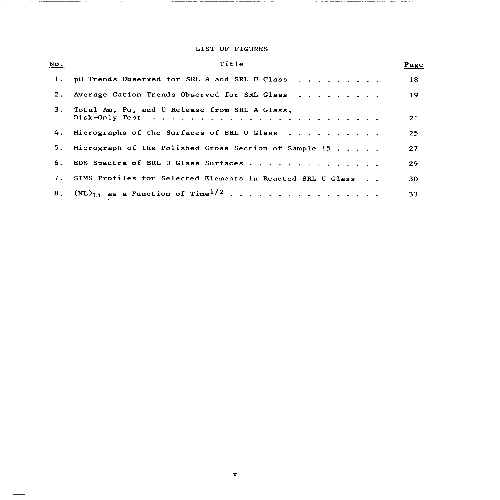 LIST OF FIGURES
No. Title Page
1. pH Trends Observed for SRL A and SRL U Glass . . . . . . . . . 18
2. Average Cation Trends Observed for SRL Glass . . . . . . . . . 19
3. Total Am, Pu, and U Release from SRL A Glass,
Disk-Only Test . . . . . . . . . . . . . . . . . . . . . . . . 21
4. Micrographs of the Surfaces of SRL U Glass . . . . . . . . . . 25
5. Micrograph of the Polished Cross Section of Sample 15 . . . . . 27
6. EDS Spectra of SRL U Glass Surfaces . . . . . . . . . . . . . . 29
7. SIMS Profiles for Selected Elements in Reacted SRL U Glass . . . 30
8. (NL)Li as a Function of Time1/2 . . . . . . . . . . . . . . . . 33
v